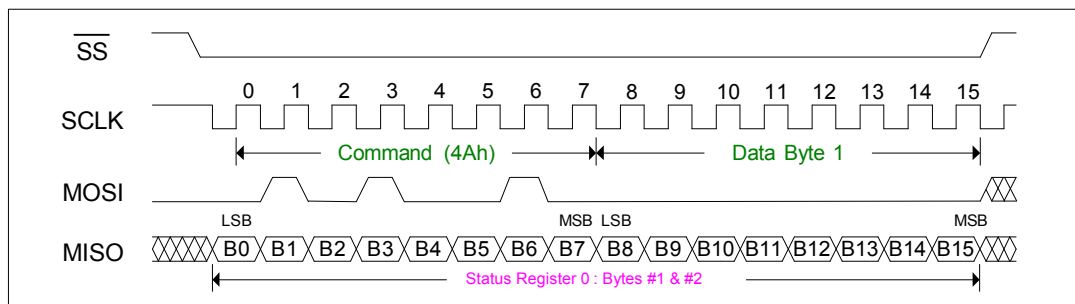 SS
0 1 2 3 4 5 6 7 8 9 10 11 12 13 14 15
SCLK
Command (4Ah) Data Byte 1
MOSI
LSB MSB LSB MSB
MISO B0 B1 B2 B3 B4 B5 B6 B7 B8 B9 B10 B11 B12 B13 B14 B15
Status Register 0 : Bytes #1 & #2